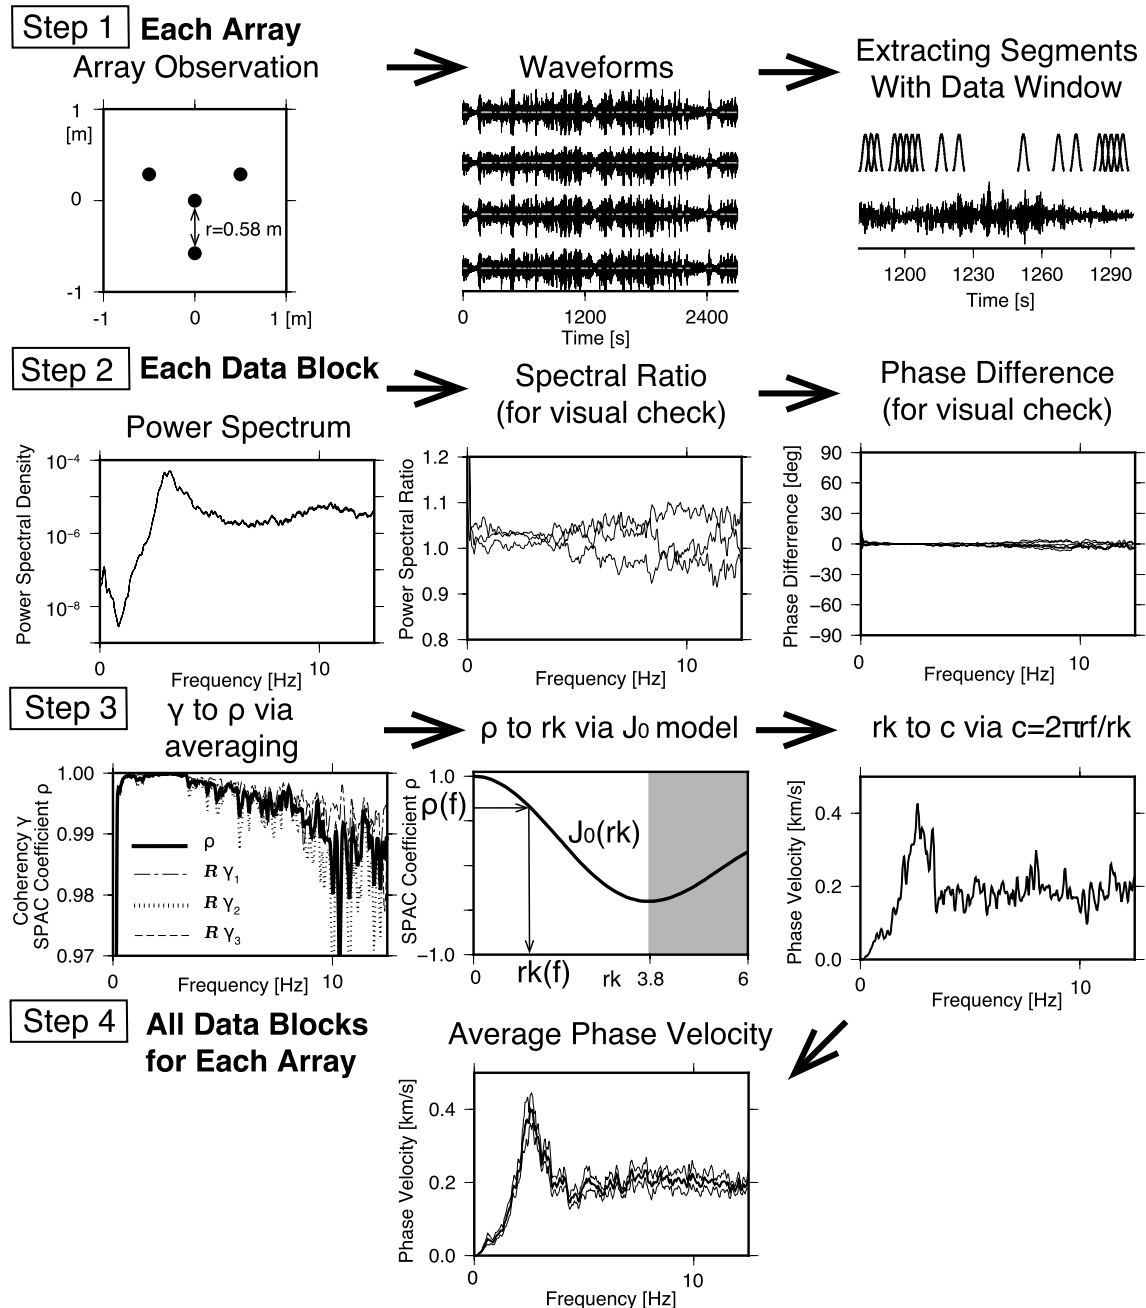 Step 1 Each Array
Array Observation
Waveforms
Extracting Segments
With Data Window
1
[m]
0
-1
r=0.58 m
-1 0 1 [m]
0 1200 2400
Time [s]
1200 1230 1260 1290
Time [s]
Step 2 Each Data Block
Power Spectrum
Spectral Ratio
(for visual check)
Phase Difference
(for visual check)
Power Spectral Density
10⁻⁴
10⁻⁶
10⁻⁸
0 10
Frequency [Hz]
Power Spectral Ratio
1.2
1.1
1.0
0.9
0.8
0 10
Frequency [Hz]
Phase Differrence [deg]
90
60
30
0
−30
−60
−90
0 10
Frequency [Hz]
Step 3
γ to ρ via
averaging
ρ to rk via J₀ model
rk to c via c=2πrf/rk
Coherency γ
SPAC Coefficient ρ
1.00
0.99
0.98
0.97
ρ
R γ₁
R γ₂
R γ₃
0 10
Frequency [Hz]
SPAC Coefficient ρ
1.0
ρ(f)
J₀(rk)
−1.0
0 rk(f) rk 3.8 6
Phase Velocity [km/s]
0.4
0.2
0.0
0 10
Frequency [Hz]
Step 4 All Data Blocks
for Each Array
Average Phase Velocity
Phase Velocity [km/s]
0.4
0.2
0.0
0 10
Frequency [Hz]